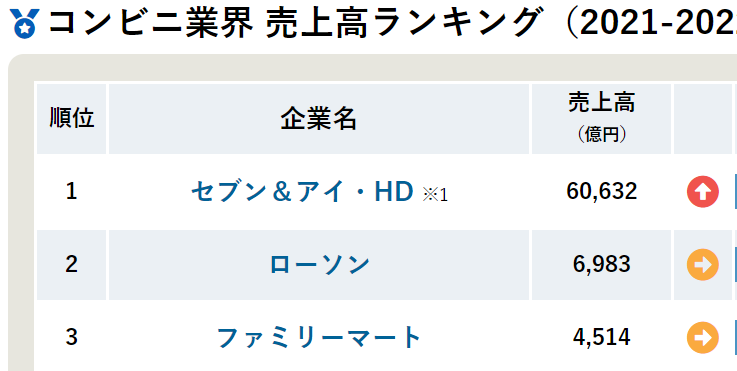 コンビニ業界 売上高ランキング（2021-202
順位
企業名
売上高
（億円）
1
セブン＆アイ・HD ※1
60,632
2
ローソン
6,983
3
ファミリーマート
4,514